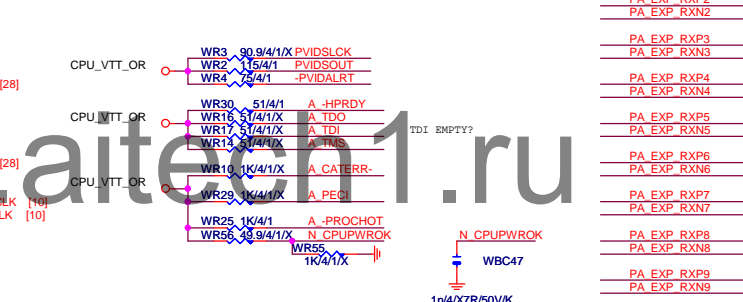 PA_EXP_RXP2
PA_EXP_RXN2
WR3 90.9/4/1/X PVIDSLCK
CPU_VTT_OR WR2 115/4/1 PVIDSOUT
WR4 75/4/1 -PVIDALRT
[28]
PA_EXP_RXP3
PA_EXP_RXN3
PA_EXP_RXP4
PA_EXP_RXN4
WR30 51/4/1 A_-HPRDY
CPU_VTT_OR WR16 51/4/1/X A_TDO
WR17 51/4/1/X A_TDI TDI EMPTY?
WR14 51/4/1/X A_TMS
PA_EXP_RXP5
PA_EXP_RXN5
[28]
WR10 1K/4/1/X A_CATERR-
CPU_VTT_OR
WR29 1K/4/1/X A_PECI
PA_EXP_RXP6
PA_EXP_RXN6
.aitech1.ru
CLK [10]
LK [10]
PA_EXP_RXP7
PA_EXP_RXN7
WR25 1K/4/1 A_-PROCHOT
WR56 49.9/4/1/X N_CPUPWROK
WR55
1K/4/1/X
N_CPUPWROK
WBC47
1n/4/X7R/50V/K
PA_EXP_RXP8
PA_EXP_RXN8
PA_EXP_RXP9
PA_EXP_RXN9